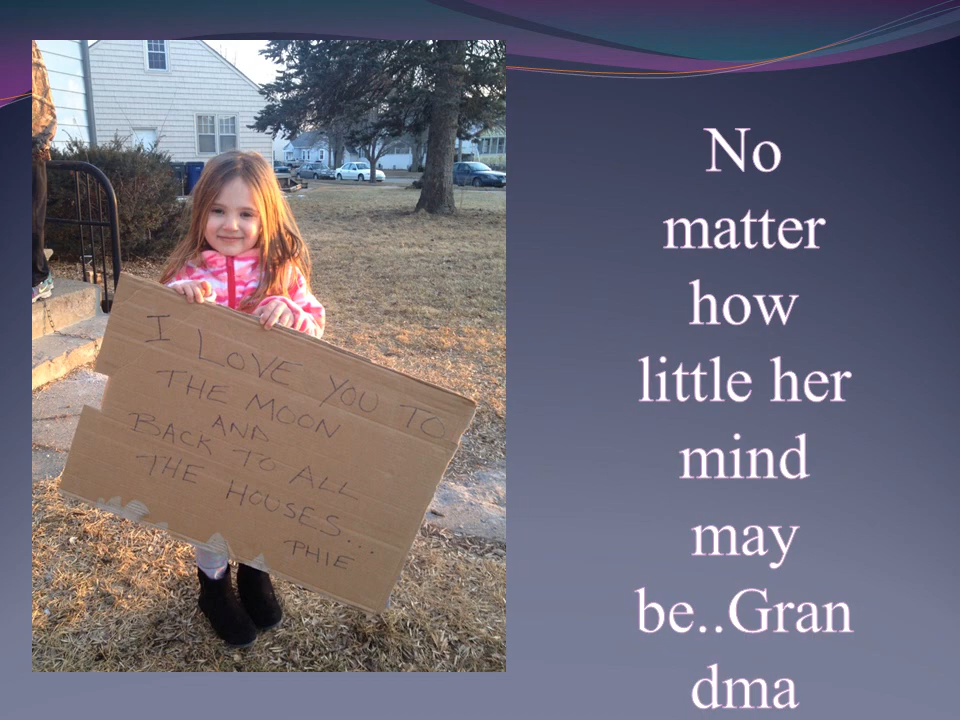 I LOVE YOU TO
THE MOON
AND
BACK TO ALL
THE HOUSES...
PHIE
No
matter
how
little her
mind
may
be..Gran
dma